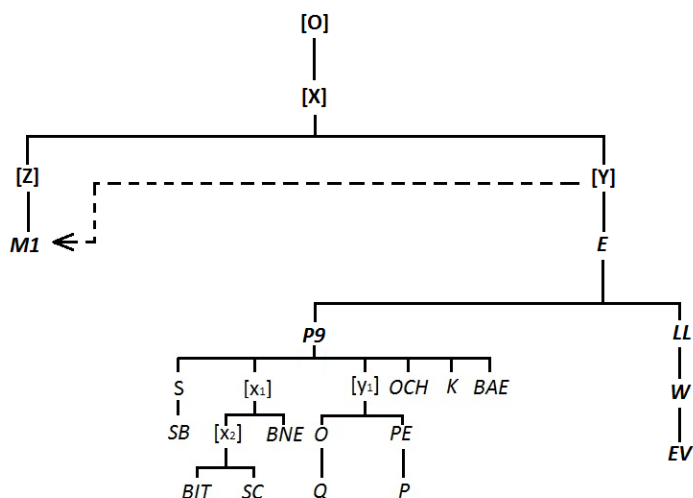 [O]
[X]
[Z] [Y]
M1 E
P9 LL
S [x₁] [y₁] OCH K BAE W
SB [x₂] BNE O PE
EV
BIT SC Q P